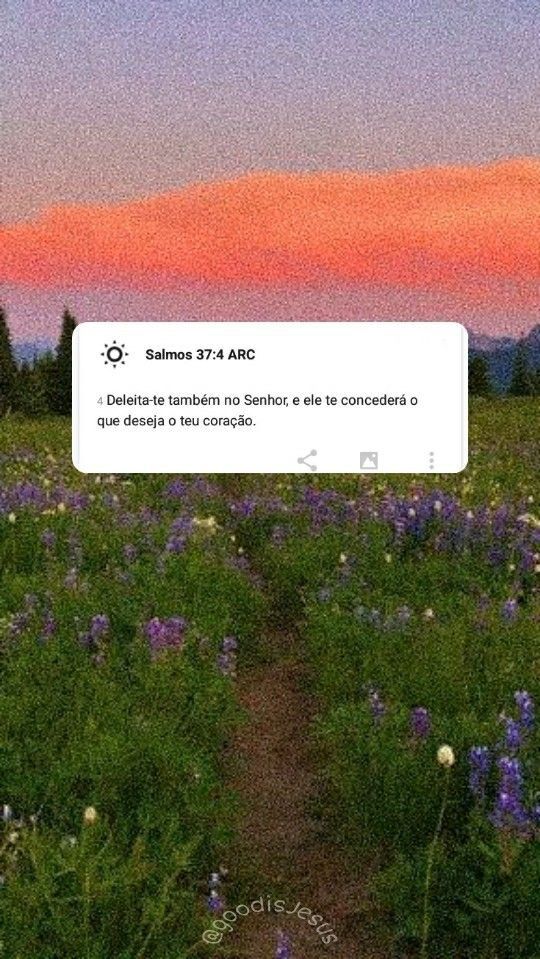 Salmos 37:4 ARC
4 Deleita-te também no Senhor, e ele te concederá o
que deseja o teu coração.
@goodisJesus